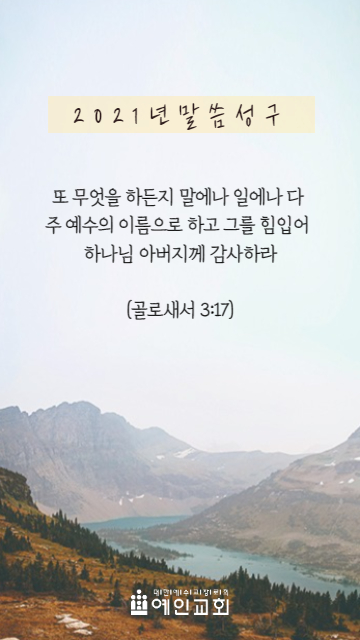 2021년말씀성구
또 무엇을 하든지 말에나 일에나 다
주 예수의 이름으로 하고 그를 힘입어
하나님 아버지께 감사하라
(골로새서 3:17)
예인교회